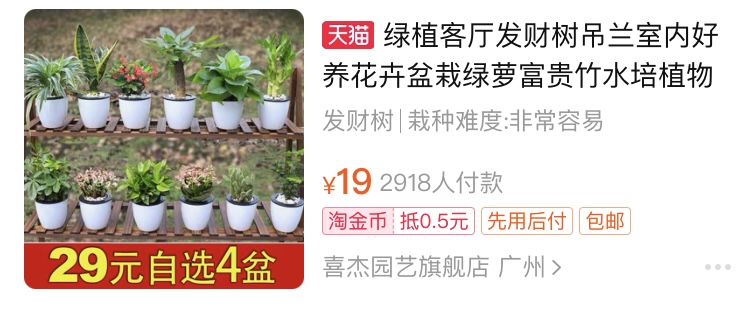 天猫 绿植客厅发财树吊兰室内好
养花卉盆栽绿萝富贵竹水培植物
发财树|栽种难度:非常容易
¥19 2918人付款
淘金币 抵0.5元 先用后付 包邮
喜杰园艺旗舰店 广州>
29元自选4盆